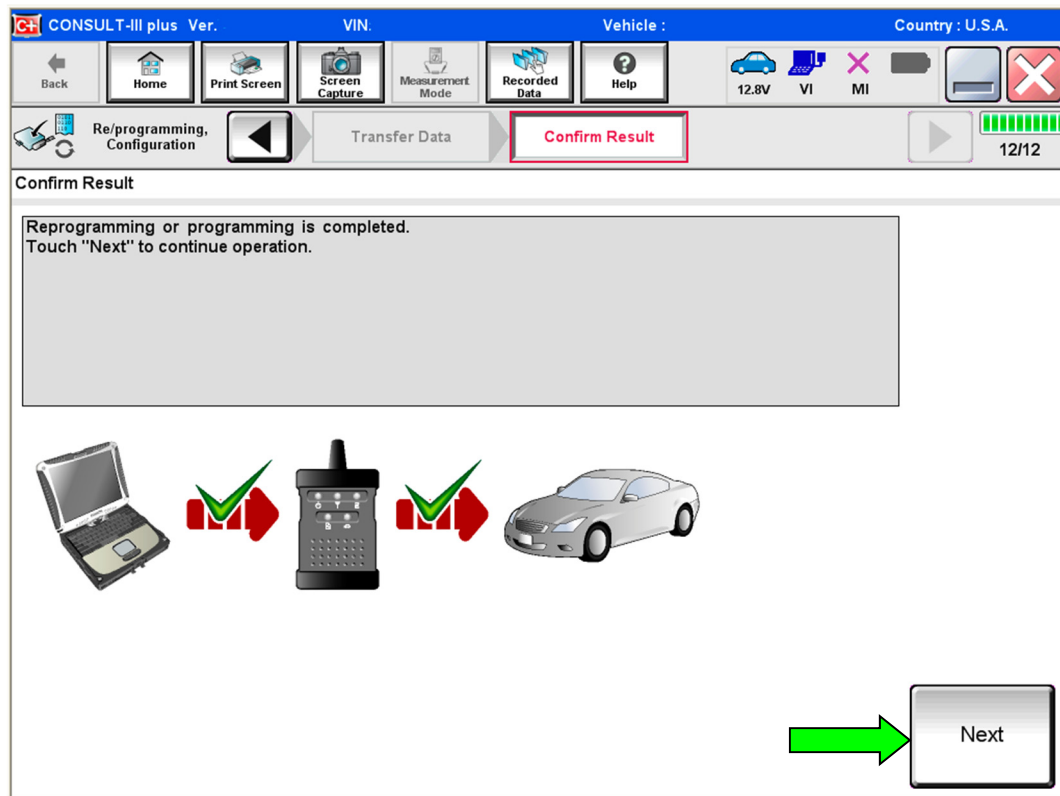 C+ CONSULT-III plus Ver. VIN: Vehicle : Country : U.S.A.
Back Home Print Screen Screen Capture Measurement Mode Recorded Data Help 12.8V VI MI
Re/programming, Configuration Transfer Data Confirm Result 12/12
Confirm Result
Reprogramming or programming is completed.
Touch "Next" to continue operation.
Next